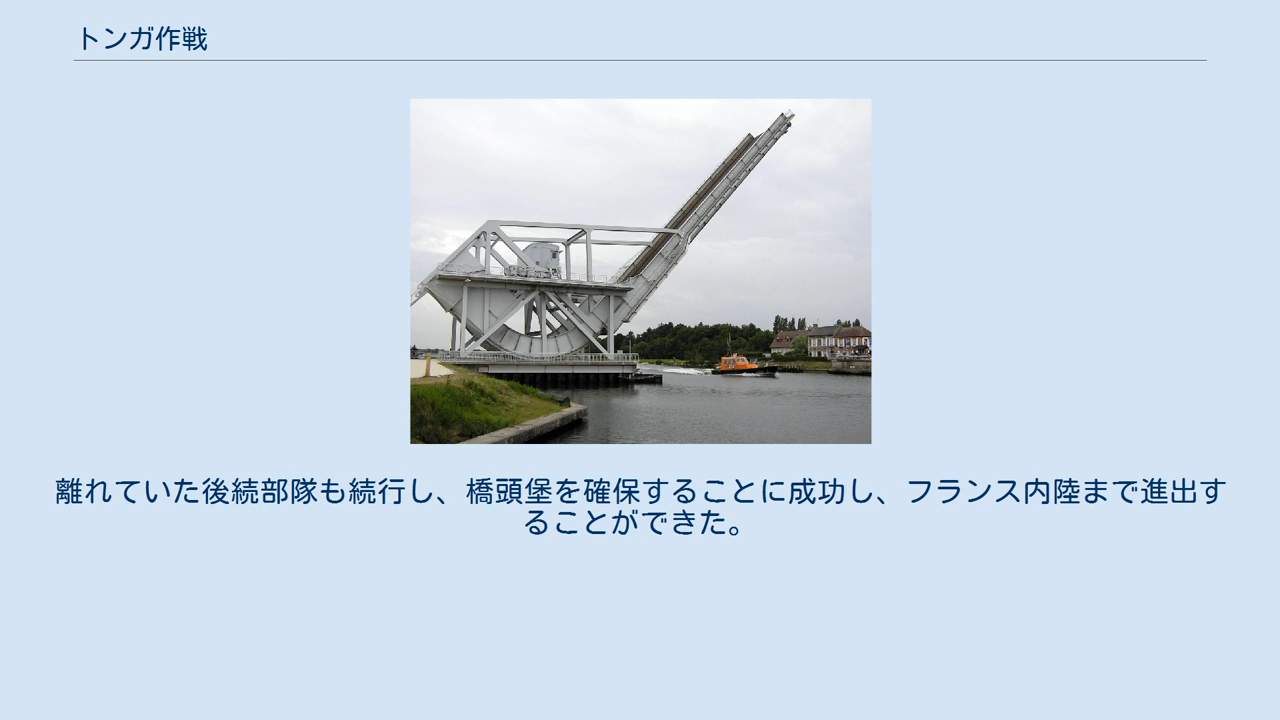 トンガ作戦
離れていた後続部隊も続行し、橋頭堡を確保することに成功し、フランス内陸まで進出す
ることができた。